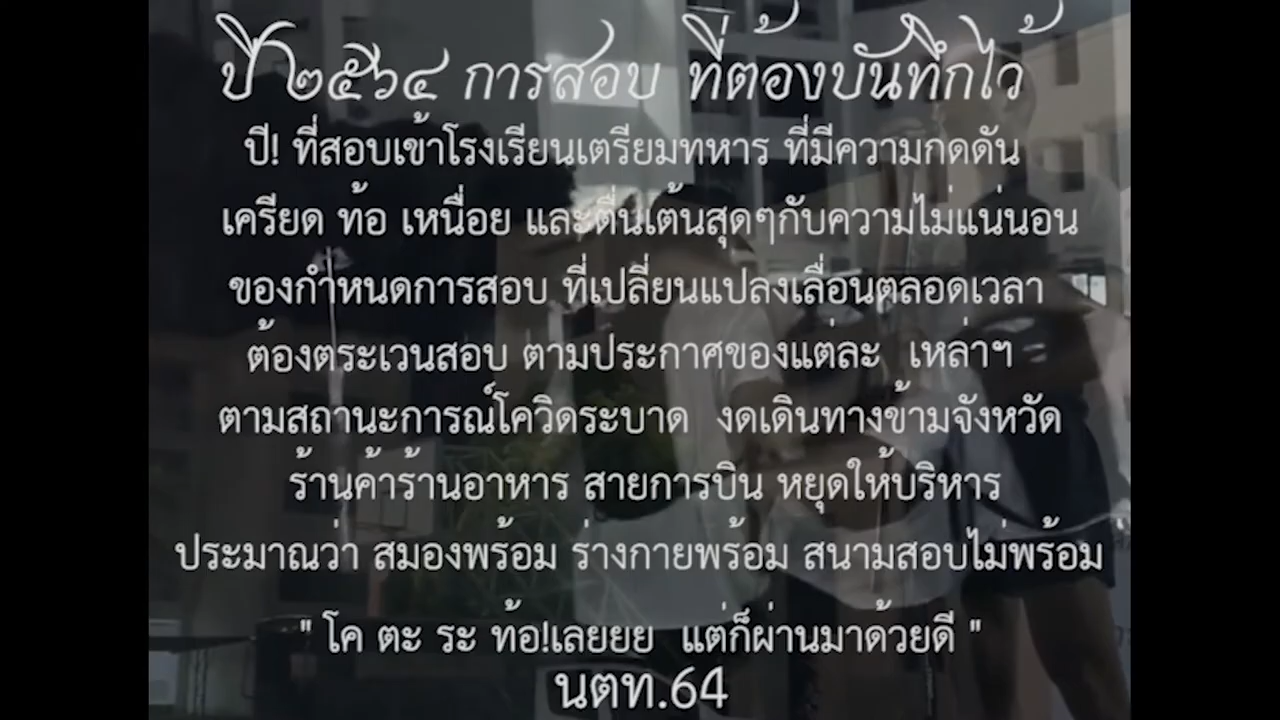 ปี ๒๕๖๔ การสอบ ที่ต้องบันทึกไว้
ปี! ที่สอบเข้าโรงเรียนเตรียมทหาร ที่มีความกดดัน
เครียด ท้อ เหนื่อย และตื่นเต้นสุดๆกับความไม่แน่นอน
ของกำหนดการสอบ ที่เปลี่ยนแปลงเลื่อนตลอดเวลา
ต้องตระเวนสอบ ตามประกาศของแต่ละ เหล่าฯ
ตามสถานะการณ์โควิดระบาด งดเดินทางข้ามจังหวัด
ร้านค้าร้านอาหาร สายการบิน หยุดให้บริหาร
ประมาณว่า สมองพร้อม ร่างกายพร้อม สนามสอบไม่พร้อม
" โค ตะ ระ ท้อ!เลยยย แต่ก็ผ่านมาด้วยดี "
นตท.64